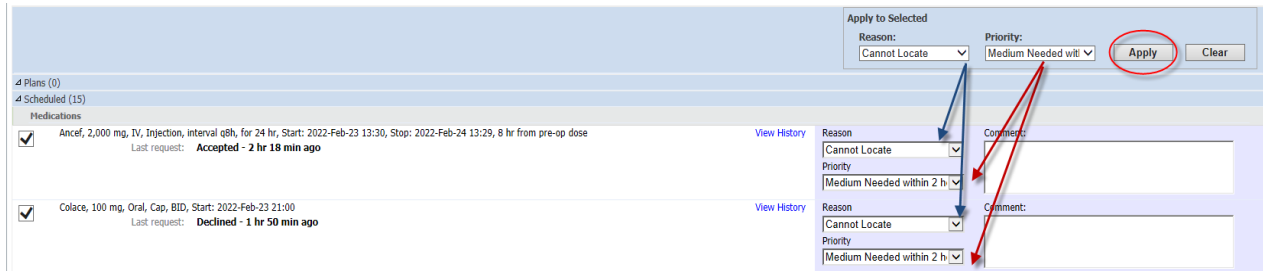 Apply to Selected
Reason: Priority:
Cannot Locate Medium Needed wit Apply Clear
Plans (0)
Scheduled (15)
Medications
Ancef, 2,000 mg, IV, Injection, interval q8h, for 24 hr, Start: 2022-Feb-23 13:30, Stop: 2022-Feb-24 13:29, 8 hr from pre-op dose View History Reason Comment:
Last request: Accepted - 2 hr 18 min ago Cannot Locate
Priority
Medium Needed within 2 h
Colace, 100 mg, Oral, Cap, BID, Start: 2022-Feb-23 21:00 View History Reason Comment:
Last request: Declined - 1 hr 50 min ago Cannot Locate
Priority
Medium Needed within 2 h